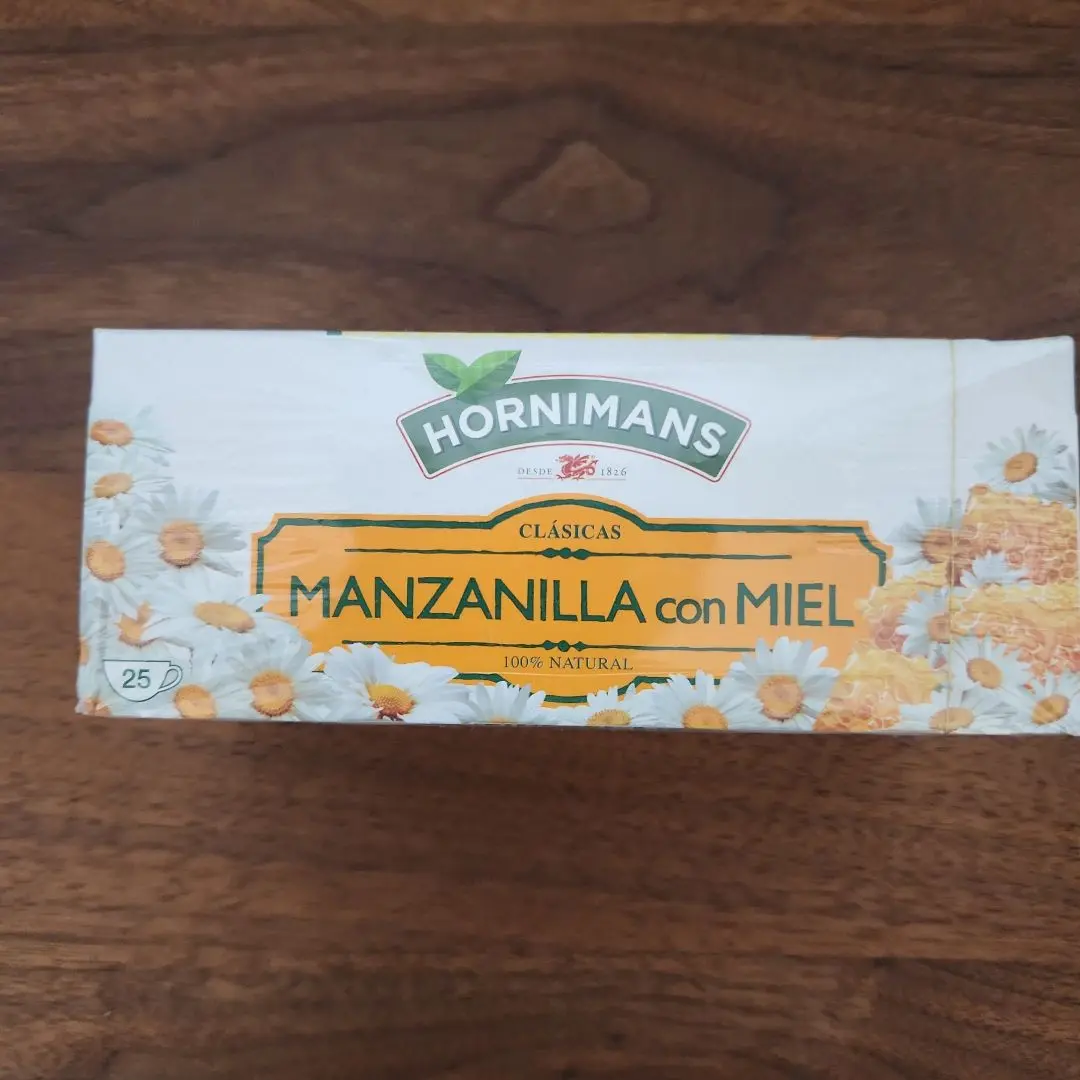 HORNIMANS
DESDE 1826
CLÁSICAS
MANZANILLA con MIEL
100% NATURAL
25